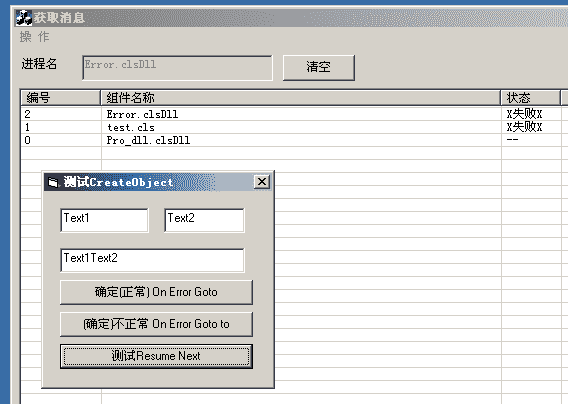 获取消息
操 作
进程名 Error.clsDll 清空
编号 组件名称 状态
2 Error.clsDll X失败X
1 test.cls X失败X
0 Pro_dll.clsDll --
测试CreateObject
Text1 Text2
Text1Text2
确定(正常) On Error Goto
(确定)不正常 On Error Goto to
测试Resume Next